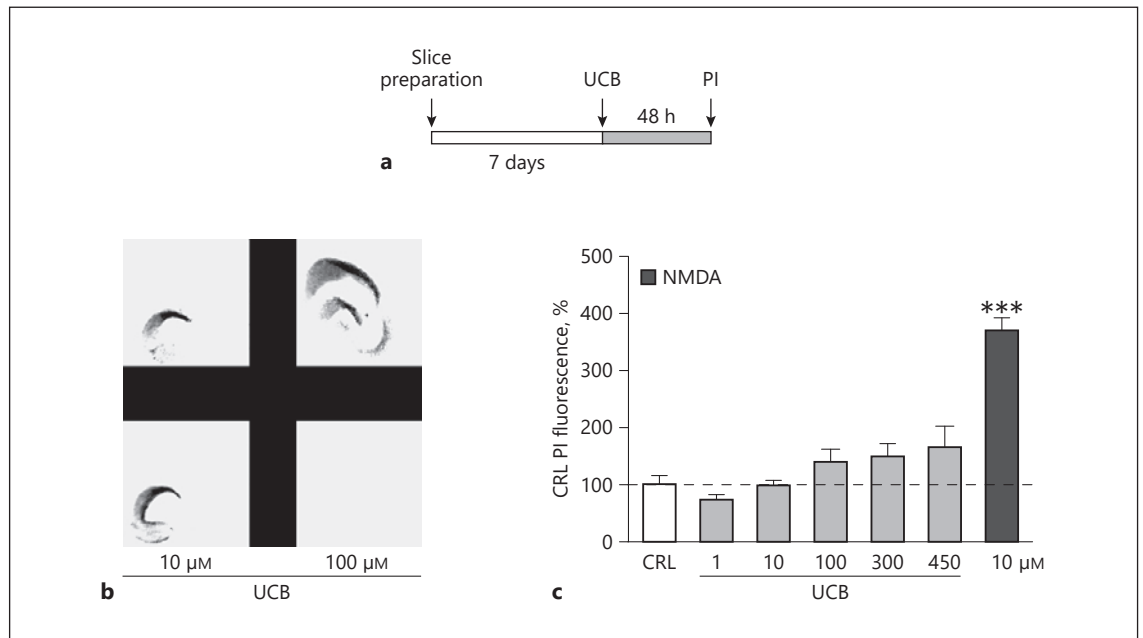 Slice
preparation
UCB
PI
48 h
7 days
a
10 µM
100 µM
UCB
b
500
400
300
200
100
0
CRL PI fluorescence, %
NMDA
***
CRL
1
10
100
300
450
10 µM
UCB
c